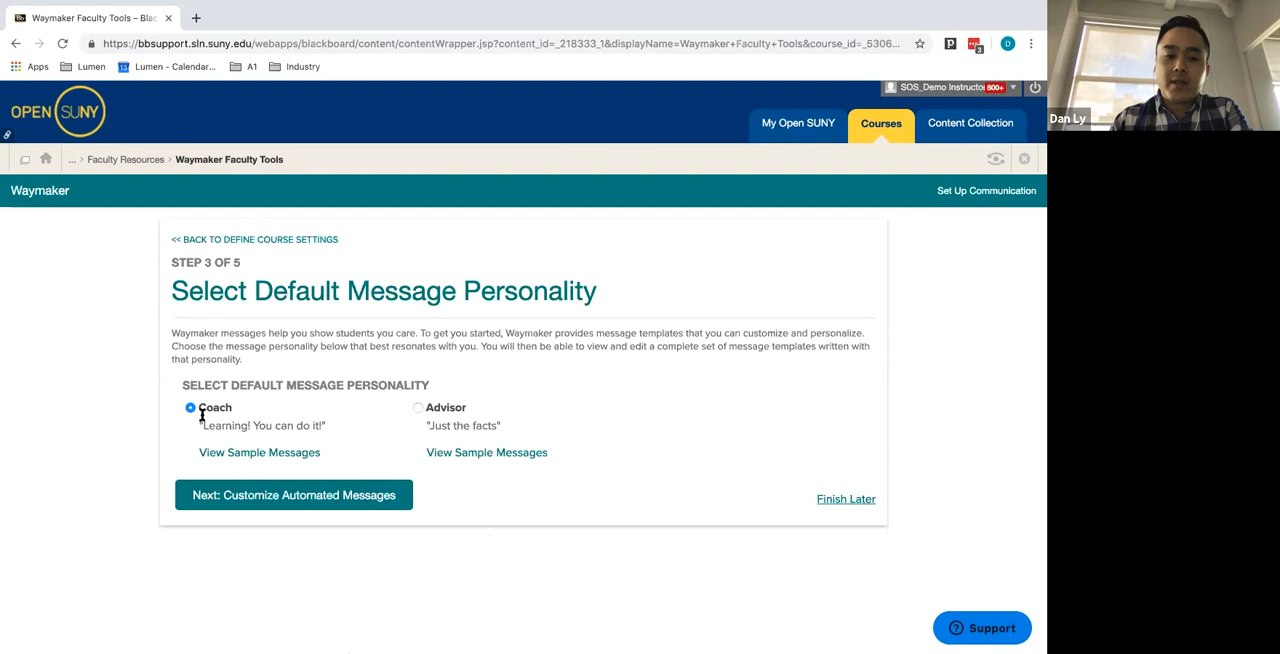 Waymaker Faculty Tools – Blac
https://bbsupport.sln.suny.edu/webapps/blackboard/content/contentWrapper.jsp?content_id=_218333_1&displayName=Waymaker+Faculty+Tools&course_id=_5306...
P 3 D
Apps Lumen 13 Lumen - Calendar... A1 Industry
SOS_Demo Instructor 500+
OPEN SUNY
My Open SUNY Courses Content Collection
... Faculty Resources Waymaker Faculty Tools
Waymaker Set Up Communication
<< BACK TO DEFINE COURSE SETTINGS
STEP 3 OF 5
Select Default Message Personality
Waymaker messages help you show students you care. To get you started, Waymaker provides message templates that you can customize and personalize.
Choose the message personality below that best resonates with you. You will then be able to view and edit a complete set of message templates written with
that personality.
SELECT DEFAULT MESSAGE PERSONALITY
Coach Advisor
"Learning! You can do it!" "Just the facts"
View Sample Messages View Sample Messages
Next: Customize Automated Messages
Finish Later
Support
Dan Ly